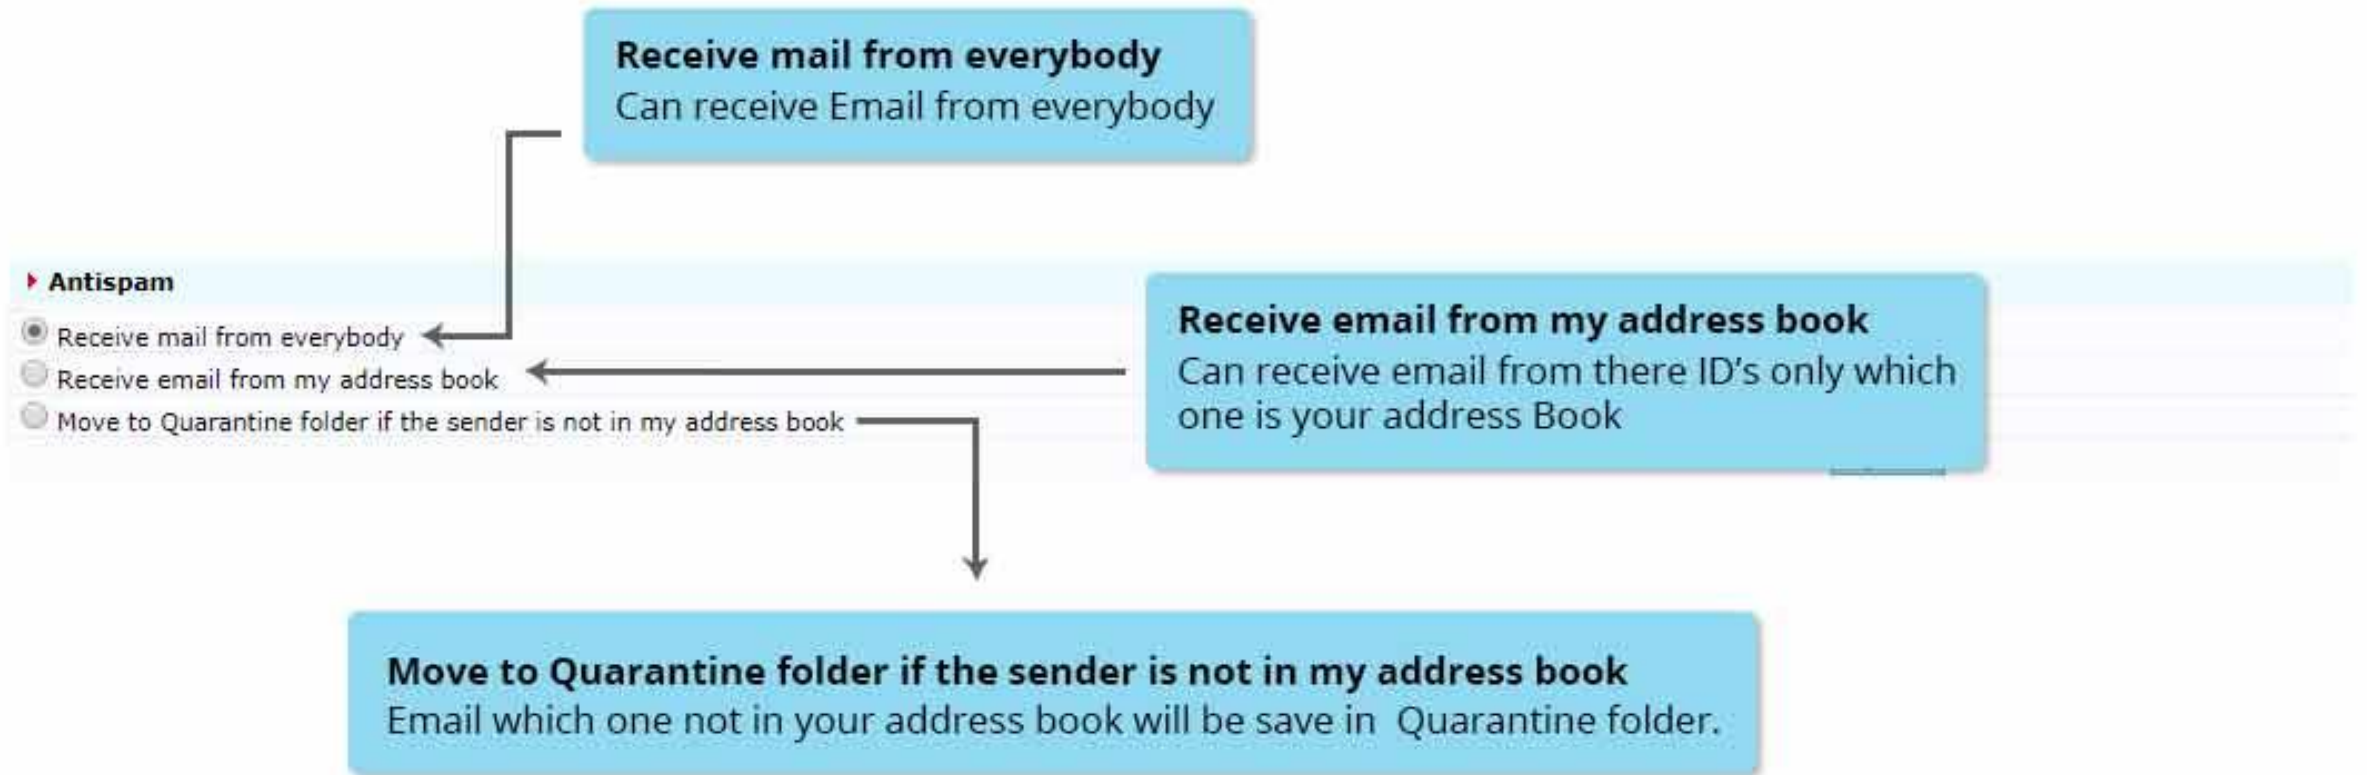 Receive mail from everybody
Can receive Email from everybody
Antispam
Receive mail from everybody
Receive email from my address book
Move to Quarantine folder if the sender is not in my address book
Receive email from my address book
Can receive email from there ID's only which
one is your address Book
Move to Quarantine folder if the sender is not in my address book
Email which one not in your address book will be save in  Quarantine folder.